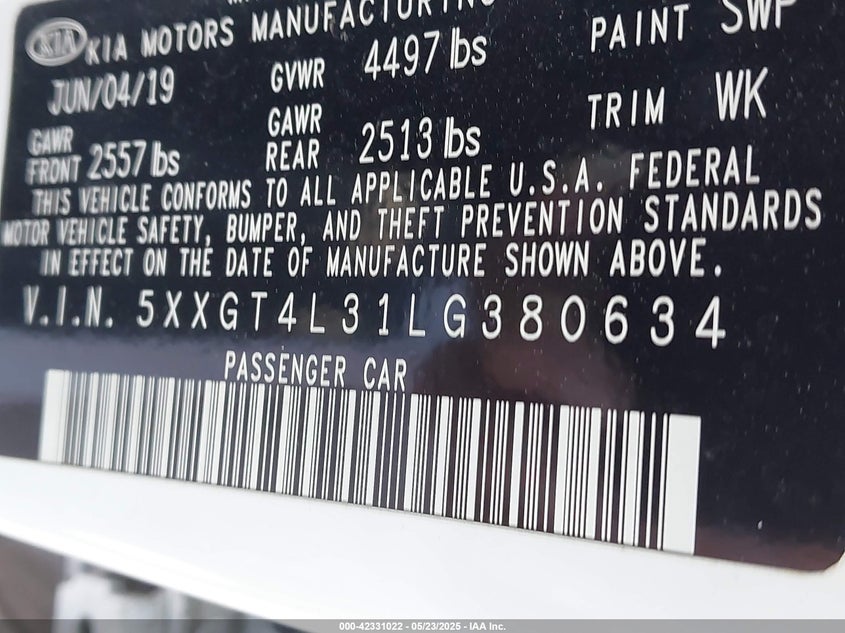 KIA KIA MOTORS MANUFACTURING
JUN/04/19 GVWR 4497 lbs PAINT SWP
GAWR FRONT 2557 lbs GAWR REAR 2513 lbs TRIM WK
THIS VEHICLE CONFORMS TO ALL APPLICABLE U.S.A. FEDERAL
MOTOR VEHICLE SAFETY, BUMPER, AND THEFT PREVENTION STANDARDS
IN EFFECT ON THE DATE OF MANUFACTURE SHOWN ABOVE.
V.I.N. 5XXGT4L31LG380634
PASSENGER CAR
000-42331022 - 05/23/2025 - IAA Inc.